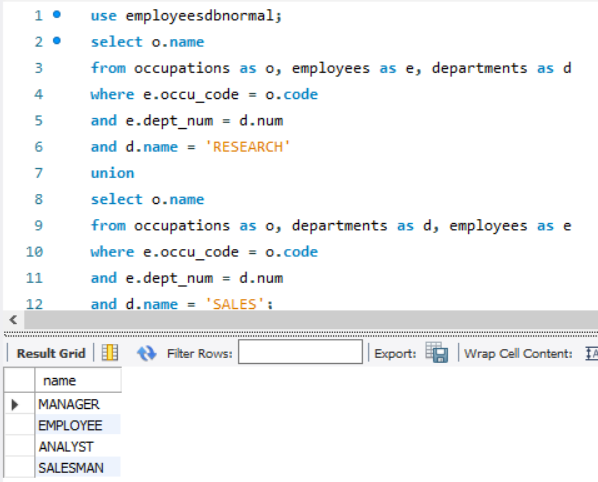 1 use employeesdbnormal;
2 select o.name
3 from occupations as o, employees as e, departments as d
4 where e.occu_code = o.code
5 and e.dept_num = d.num
6 and d.name = 'RESEARCH'
7 union
8 select o.name
9 from occupations as o, departments as d, employees as e
10 where e.occu_code = o.code
11 and e.dept_num = d.num
12 and d.name = 'SALES';
Result Grid Filter Rows: Export: Wrap Cell Content:
name
MANAGER
EMPLOYEE
ANALYST
SALESMAN